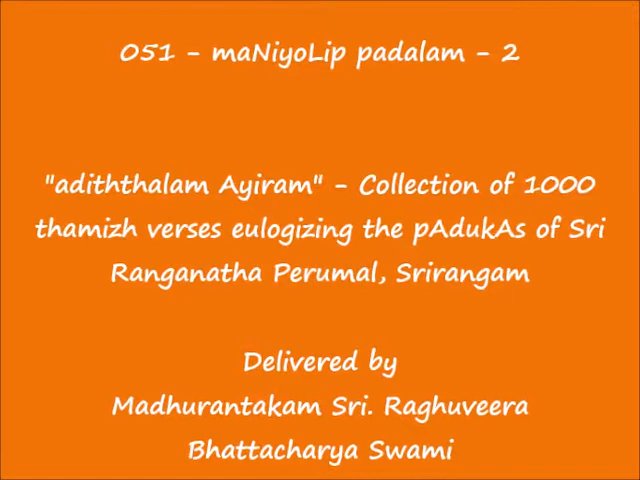 051 - maNiyoLip padalam - 2
"adiththalam Ayiram" - Collection of 1000
thamizh verses eulogizing the pAdukAs of Sri
Ranganatha Perumal, Srirangam
Delivered by
Madhurantakam Sri. Raghuveera
Bhattacharya Swami